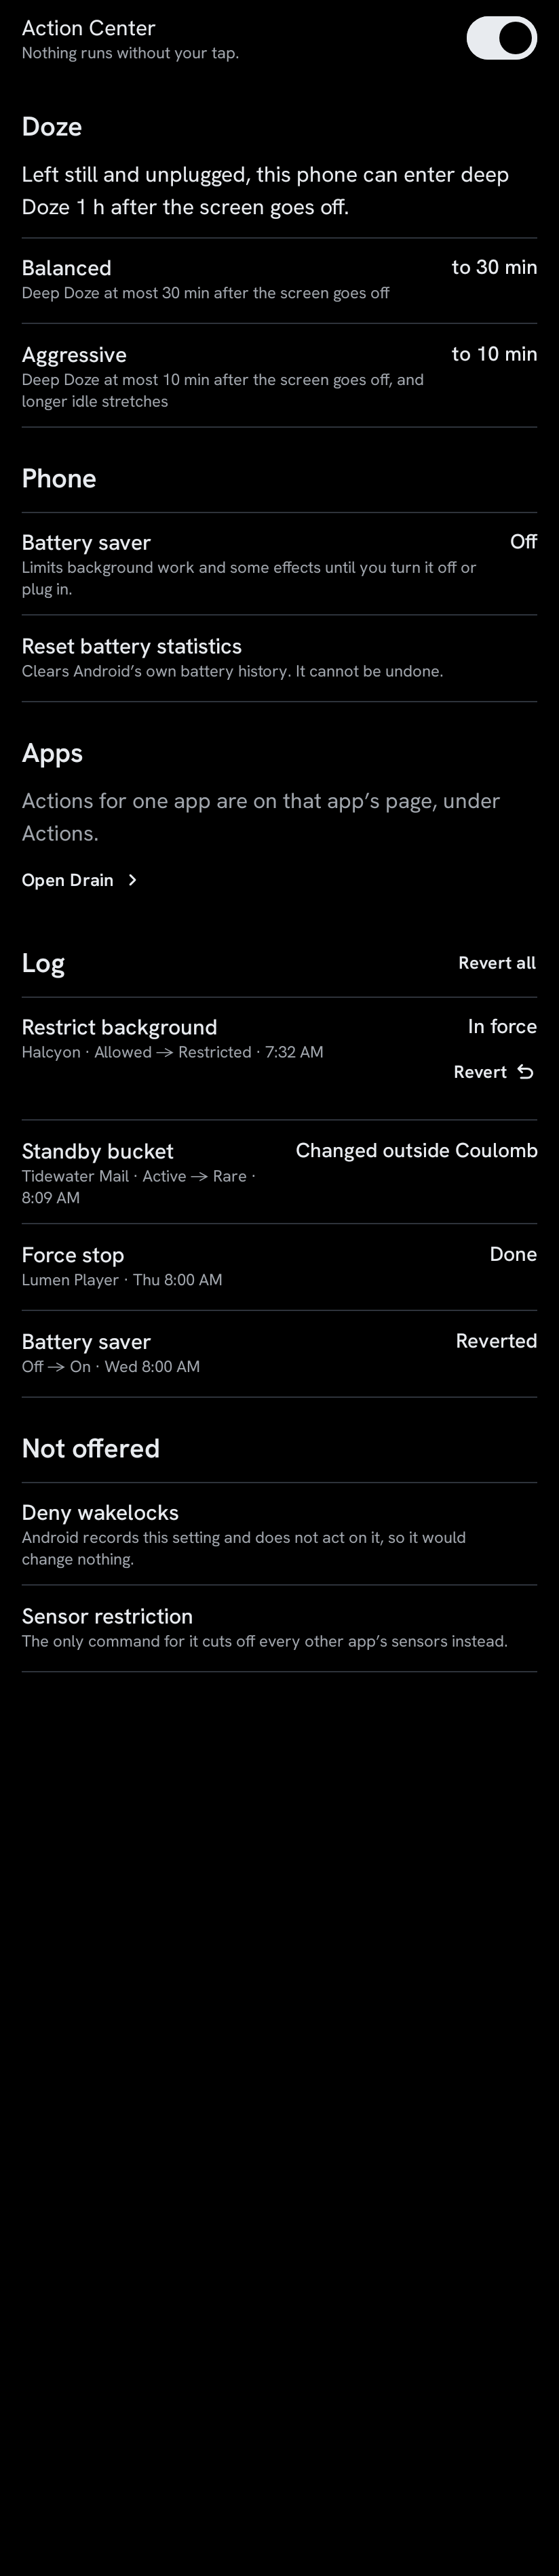 Action Center
Nothing runs without your tap.
Doze
Left still and unplugged, this phone can enter deep
Doze 1 h after the screen goes off.
Balanced
to 30 min
Deep Doze at most 30 min after the screen goes off
Aggressive
to 10 min
Deep Doze at most 10 min after the screen goes off, and
longer idle stretches
Phone
Battery saver
Off
Limits background work and some effects until you turn it off or
plug in.
Reset battery statistics
Clears Android’s own battery history. It cannot be undone.
Apps
Actions for one app are on that app’s page, under
Actions.
Open Drain
Log
Revert all
Restrict background
In force
Halcyon · Allowed → Restricted · 7:32 AM
Revert
Standby bucket
Changed outside Coulomb
Tidewater Mail · Active → Rare ·
8:09 AM
Force stop
Done
Lumen Player · Thu 8:00 AM
Battery saver
Reverted
Off → On · Wed 8:00 AM
Not offered
Deny wakelocks
Android records this setting and does not act on it, so it would
change nothing.
Sensor restriction
The only command for it cuts off every other app’s sensors instead.